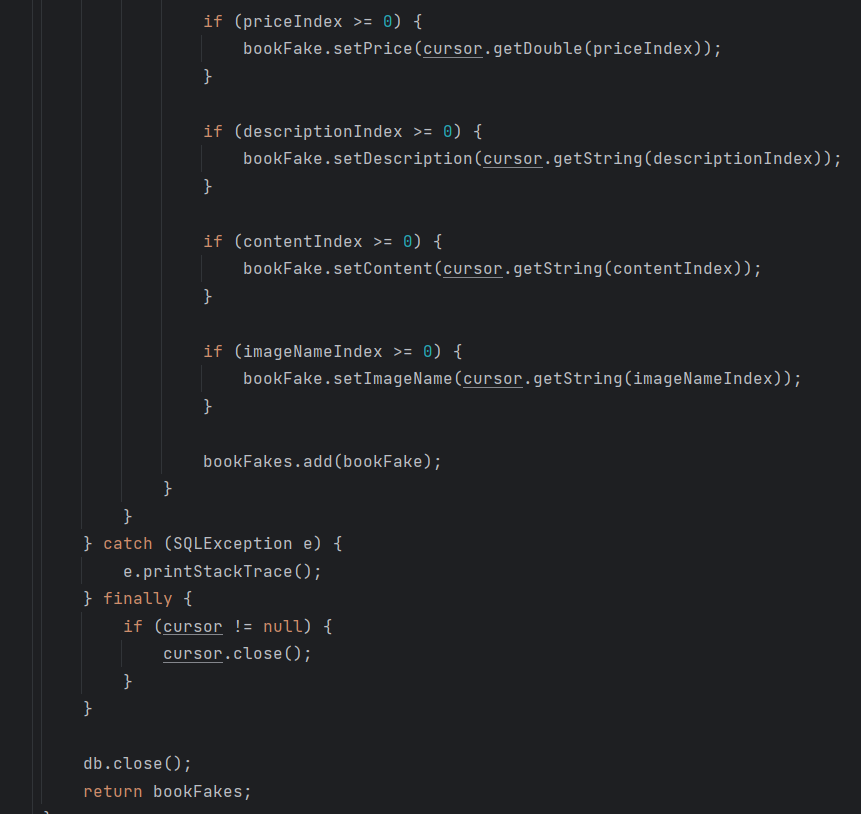 if (priceIndex >= 0) {
bookFake.setPrice(cursor.getDouble(priceIndex));
}
if (descriptionIndex >= 0) {
bookFake.setDescription(cursor.getString(descriptionIndex));
}
if (contentIndex >= 0) {
bookFake.setContent(cursor.getString(contentIndex));
}
if (imageNameIndex >= 0) {
bookFake.setImageName(cursor.getString(imageNameIndex));
}
bookFakes.add(bookFake);
}
}
} catch (SQLException e) {
e.printStackTrace();
} finally {
if (cursor != null) {
cursor.close();
}
}
db.close();
return bookFakes;